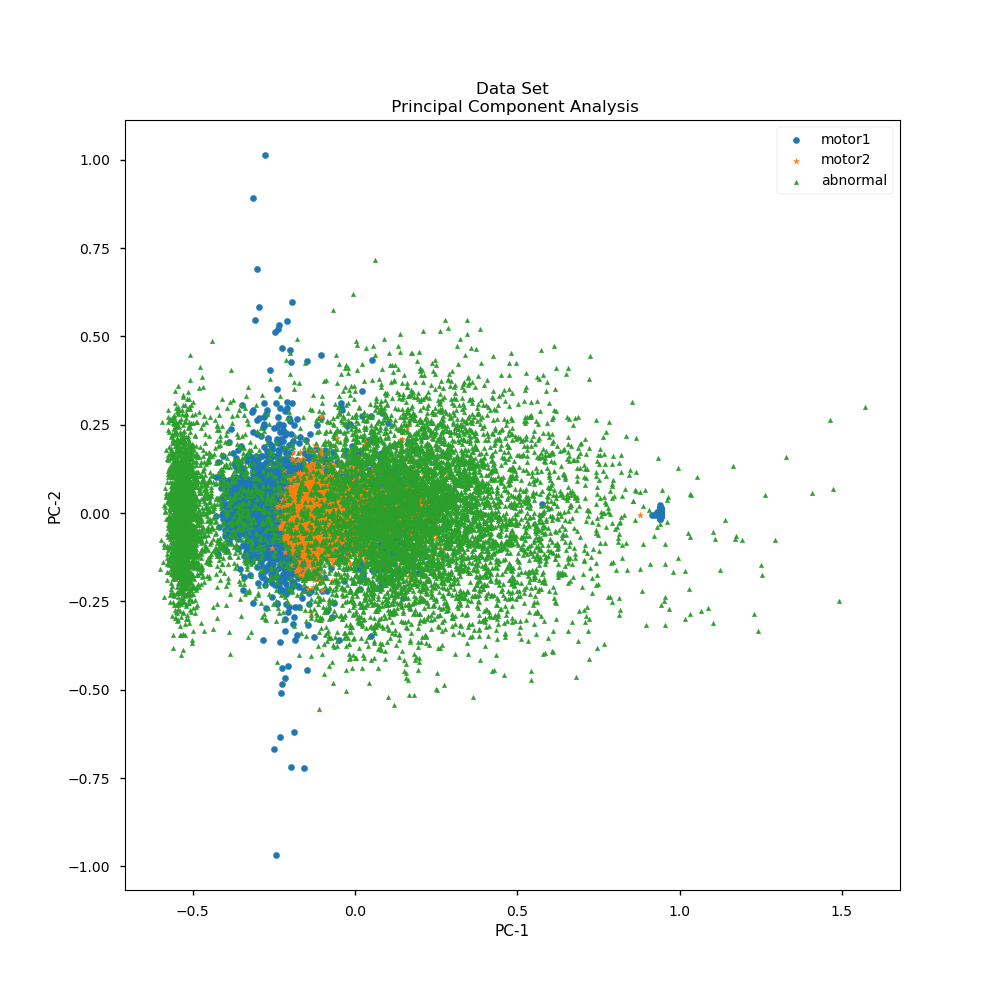 Data Set
Principal Component Analysis
motor1
motor2
abnormal
1.00
0.75
0.50
0.25
0.00
−0.25
−0.50
−0.75
−1.00
PC-2
−0.5
0.0
0.5
1.0
1.5
PC-1